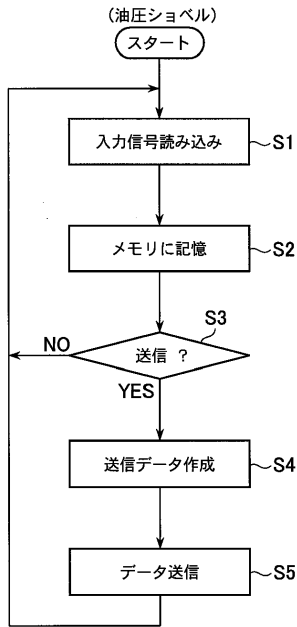 (油圧ショベル)
スタート
入力信号読み込み
S1
メモリに記憶
S2
S3
送信 ?
NO
YES
送信データ作成
S4
データ送信
S5